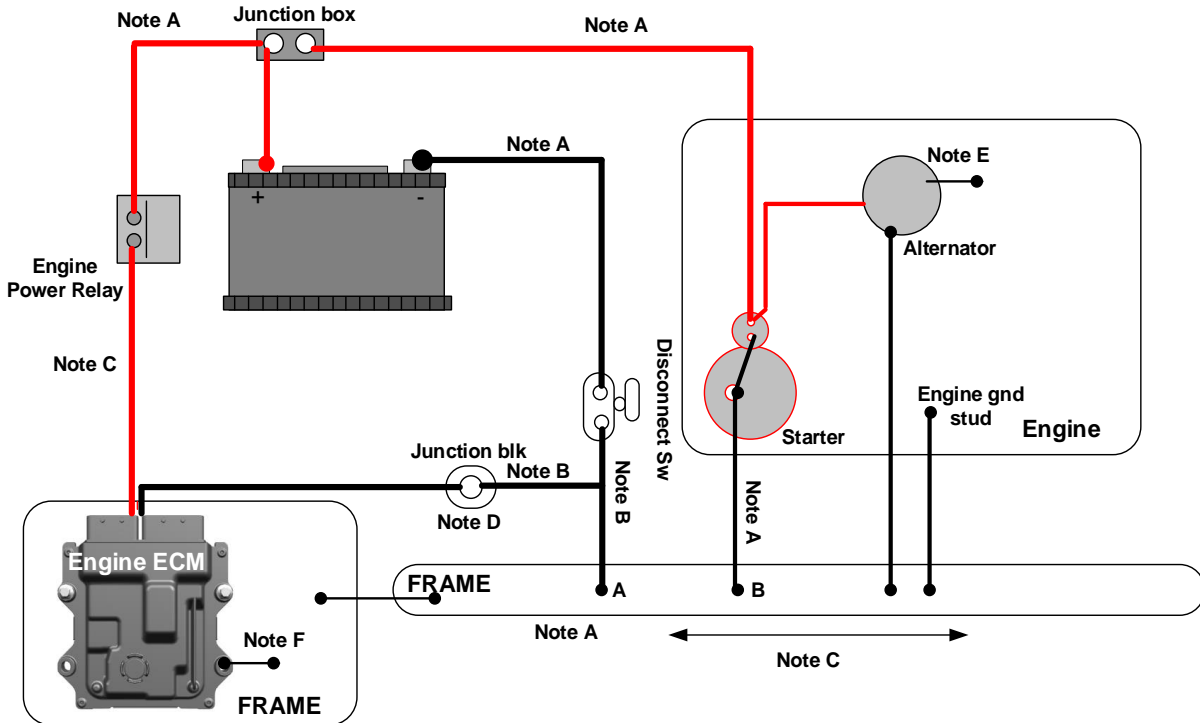 Note A
Junction box
Note A
Note A
Note E
+
-
Alternator
Engine
Power Relay
Disconnect Sw
Note C
Engine gnd
stud
Engine
Starter
Junction blk
Note B
Note D
Note B
Note A
Engine ECM
FRAME
A
B
Note A
Note C
Note F
FRAME